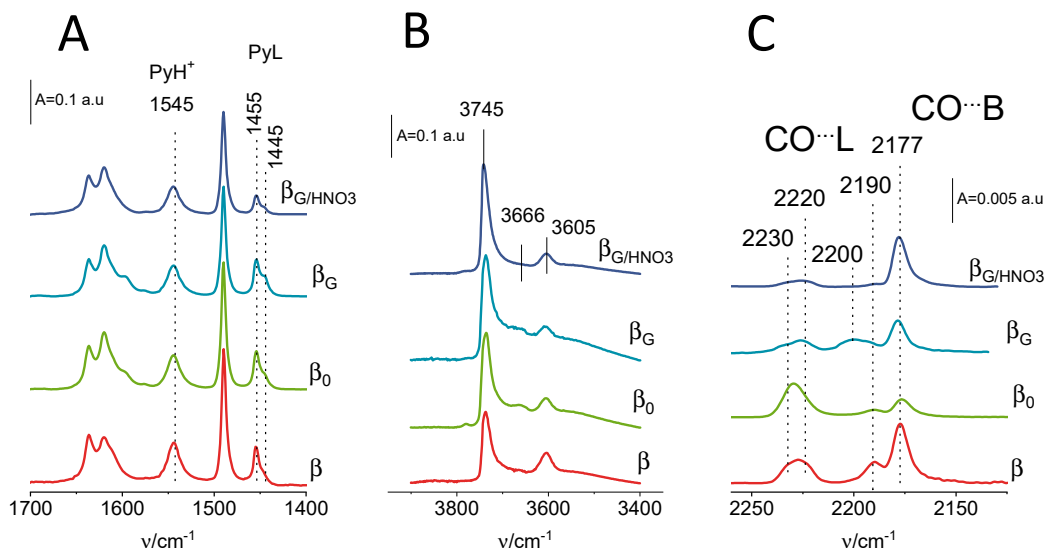 A
PyH+
PyL
A=0.1 a.u
1545
1455
1445
βG/HNO3
βG
β0
β
1700
1600
1500
1400
ν/cm-1
B
3745
A=0.1 a.u
3666
3605
βG/HNO3
βG
β0
β
3800
3600
3400
ν/cm-1
C
CO···B
CO···L
2177
2190
2220
A=0.005 a.u
2230
2200
βG/HNO3
βG
β0
β
2250
2200
2150
ν/cm-1